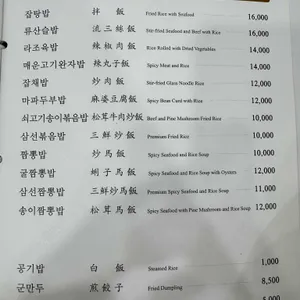 잡탕밥 拌 飯 Fried Rice with Seafood 16,000
류산슬밥 流三絲飯 Stir-fried Seafood and Beef with Rice 16,000
라조육밥 辣椒肉飯 Rice Rolled with Dried Vegetables 14,000
매운고기완자밥 辣丸子飯 Spicy Meat and Rice 14,000
잡채밥 炒肉飯 Stir-fried Glass Noodle Rice 12,000
마파두부밥 麻婆豆腐飯 Spicy Bean Curd with Rice 12,000
쇠고기송이볶음밥 松茸牛肉炒飯 Beef and Pine Mushroom Fried Rice 10,000
삼선볶음밥 三鮮炒飯 Premium Fried Rice 10,000
짬뽕밥 炒馬飯 Spicy Seafood and Rice Soup 10,000
굴짬뽕밥 蠣子馬飯 Spicy Seafood and Rice Soup with Oysters 12,000
삼선짬뽕밥 三鮮炒馬飯 Premium Spicy Seafood and Rice Soup 11,000
송이짬뽕밥 松茸馬飯 Spicy Seafood with Pine Mushroom and Rice Soup 12,000
공기밥 白 飯 Steamed Rice 1,000
군만두 煎餃子 Fried Dumpling 8,500
5,000